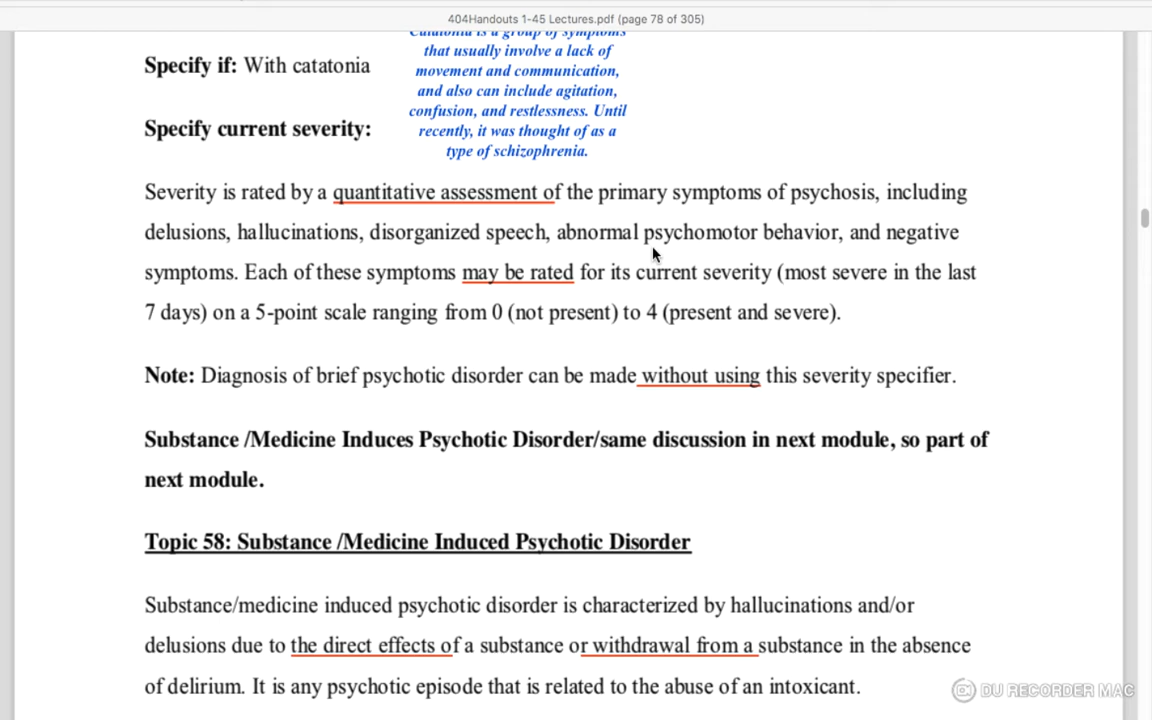 404Handouts 1-45 Lectures.pdf (page 78 of 305)
Catatonia is a group of symptoms
that usually involve a lack of
movement and communication,
and also can include agitation,
confusion, and restlessness. Until
recently, it was thought of as a
type of schizophrenia.
Specify if: With catatonia
Specify current severity:
Severity is rated by a quantitative assessment of the primary symptoms of psychosis, including
delusions, hallucinations, disorganized speech, abnormal psychomotor behavior, and negative
symptoms. Each of these symptoms may be rated for its current severity (most severe in the last
7 days) on a 5-point scale ranging from 0 (not present) to 4 (present and severe).
Note: Diagnosis of brief psychotic disorder can be made without using this severity specifier.
Substance /Medicine Induces Psychotic Disorder/same discussion in next module, so part of
next module.
Topic 58: Substance /Medicine Induced Psychotic Disorder
Substance/medicine induced psychotic disorder is characterized by hallucinations and/or
delusions due to the direct effects of a substance or withdrawal from a substance in the absence
of delirium. It is any psychotic episode that is related to the abuse of an intoxicant.
DU RECORDER MAC